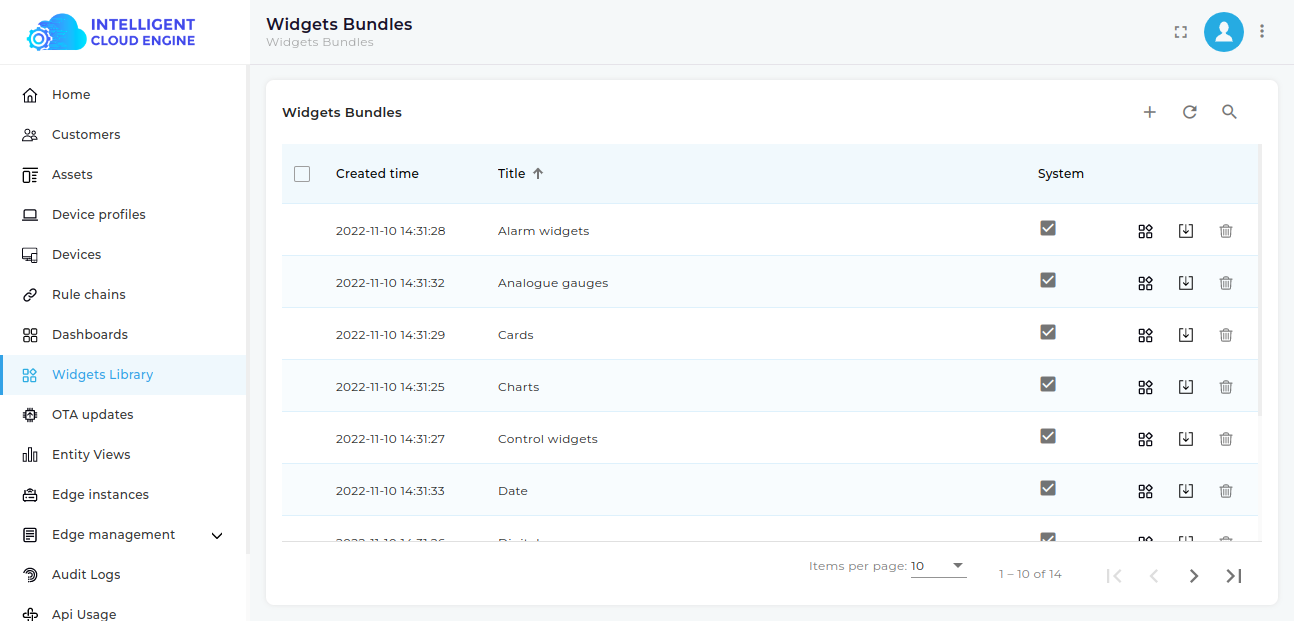 INTELLIGENT
CLOUD ENGINE
Widgets Bundles
Widgets Bundles
Home
Customers
Assets
Device profiles
Devices
Rule chains
Dashboards
Widgets Library
OTA updates
Entity Views
Edge instances
Edge management
Audit Logs
Api Usage
Widgets Bundles
Created time Title System
2022-11-10 14:31:28 Alarm widgets
2022-11-10 14:31:32 Analogue gauges
2022-11-10 14:31:29 Cards
2022-11-10 14:31:25 Charts
2022-11-10 14:31:27 Control widgets
2022-11-10 14:31:33 Date
Items per page: 10 1 – 10 of 14